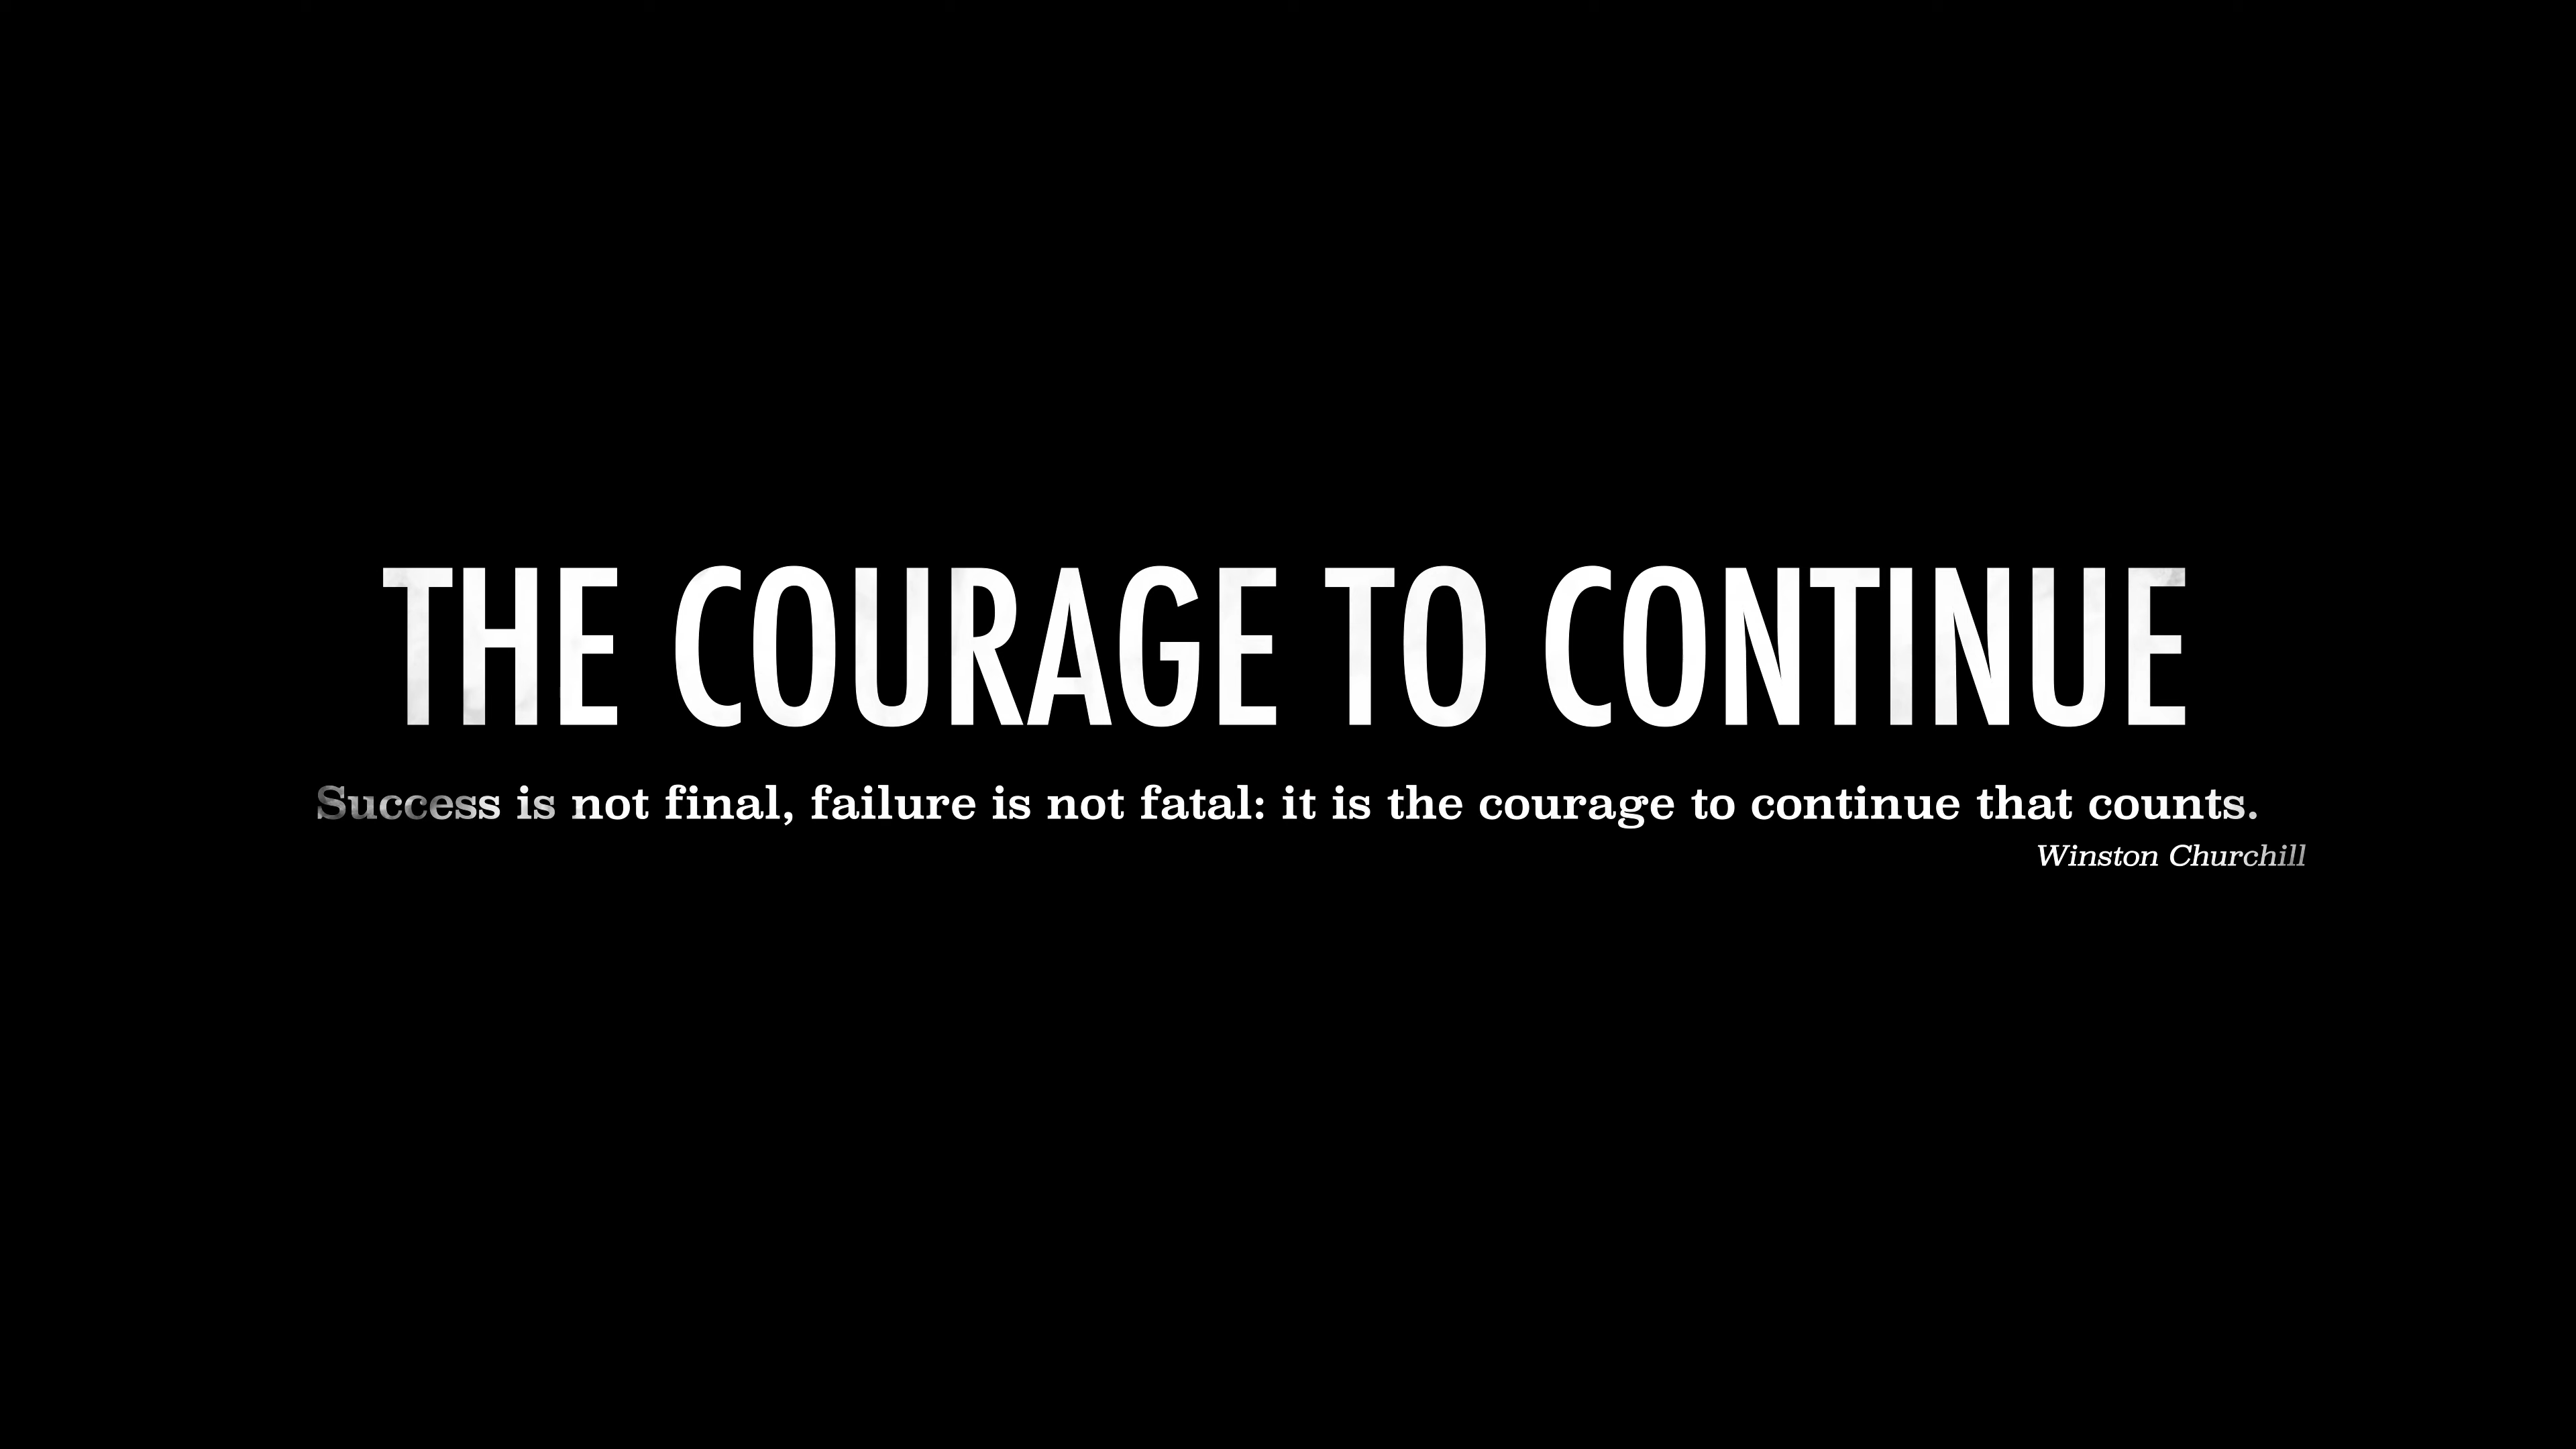 THE COURAGE TO CONTINUE
Success is not final, failure is not fatal: it is the courage to continue that counts.
Winston Churchill